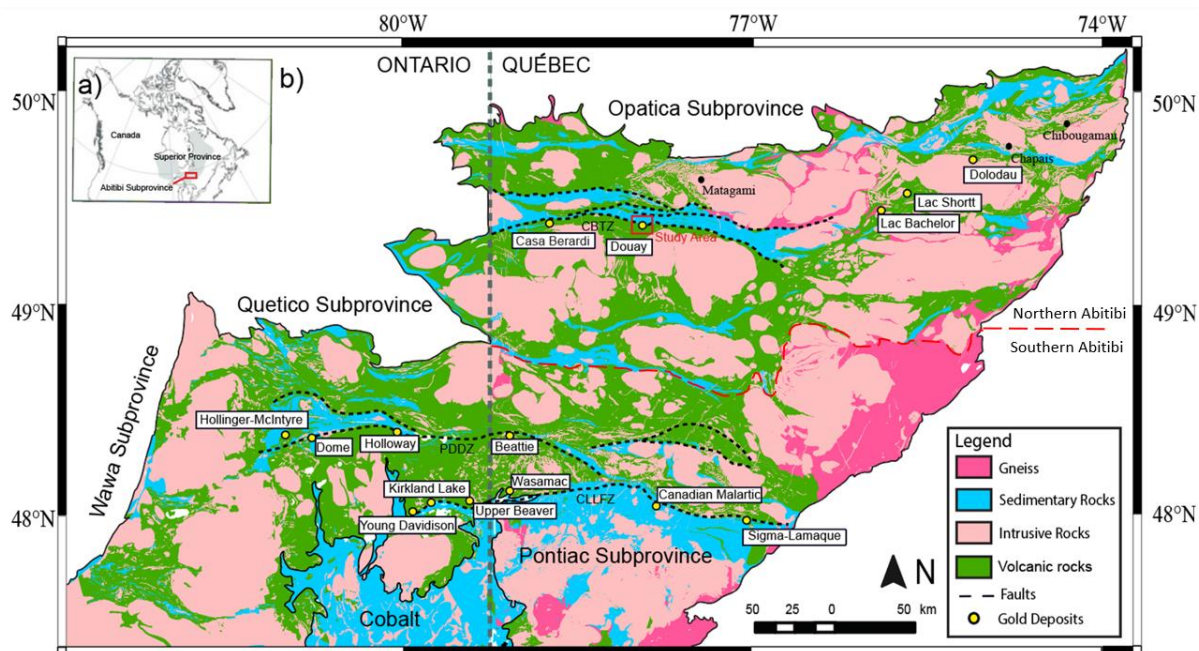 80°W
77°W
74°W
a)
b)
Canada
Superior Province
Abitibi Subprovince
ONTARIO
QUÉBEC
50°N
50°N
Opatica Subprovince
Chibougamau
Chapais
Dolodau
Matagami
Lac Shortt
Lac Bachelor
CBTZ
Casa Berardi
Douay
Study Area
49°N
49°N
Quetico Subprovince
Northern Abitibi
Southern Abitibi
Wawa Subprovince
Hollinger-McIntyre
Dome
Holloway
PDDZ
Beattie
Wasamac
Kirkland Lake
CLLFZ
Canadian Malartic
Upper Beaver
Young Davidison
Sigma-Lamaque
48°N
48°N
Pontiac Subprovince
Cobalt
N
50 25 0 50 km
Legend
Gneiss
Sedimentary Rocks
Intrusive Rocks
Volcanic rocks
Faults
Gold Deposits